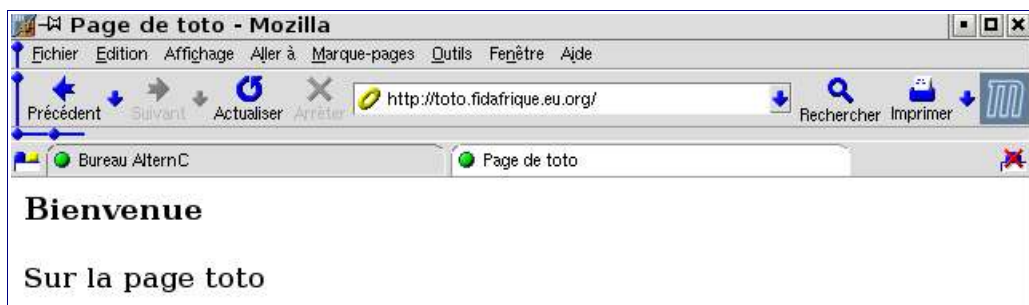 Page de toto - Mozilla
Fichier Edition Affichage Aller à Marque-pages Outils Fenêtre Aide
Précédent Suivant Actualiser Arrêter http://toto.fidafrique.eu.org/ Rechercher Imprimer
Bureau AlternC Page de toto
Bienvenue
Sur la page toto